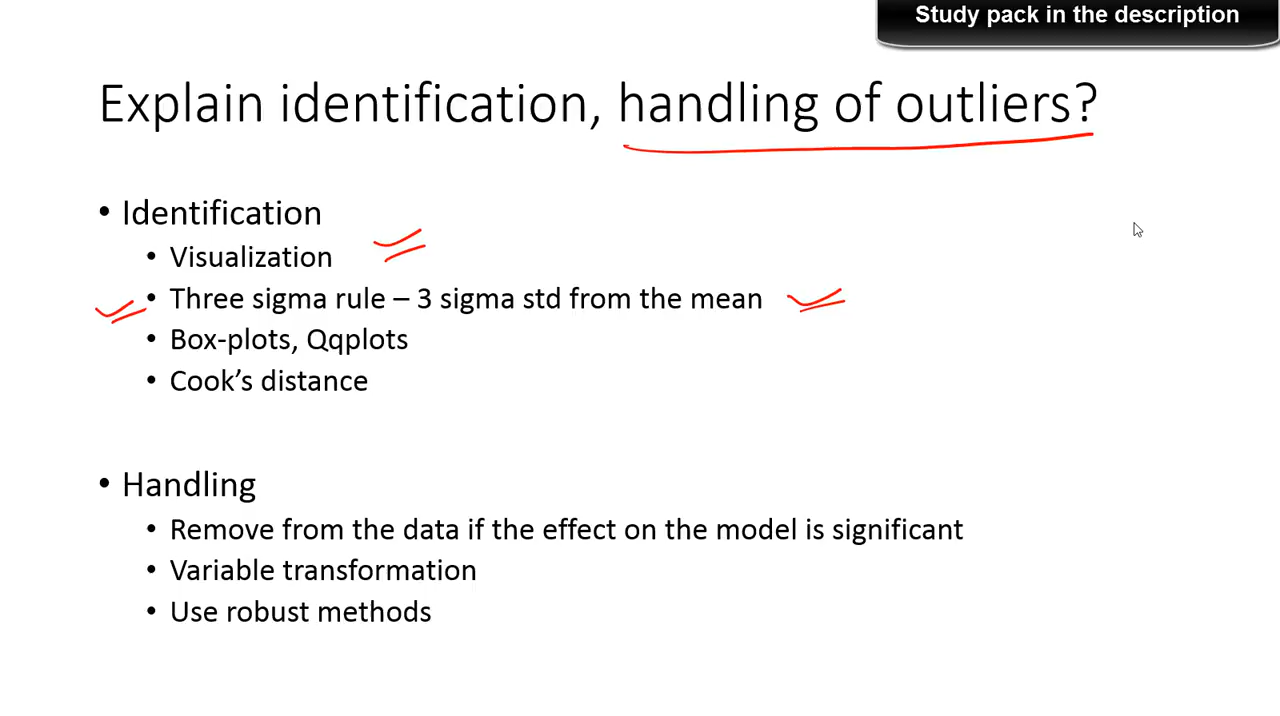 Study pack in the description
Explain identification, handling of outliers?
• Identification
• Visualization
• Three sigma rule – 3 sigma std from the mean
• Box-plots, Qqplots
• Cook’s distance
• Handling
• Remove from the data if the effect on the model is significant
• Variable transformation
• Use robust methods